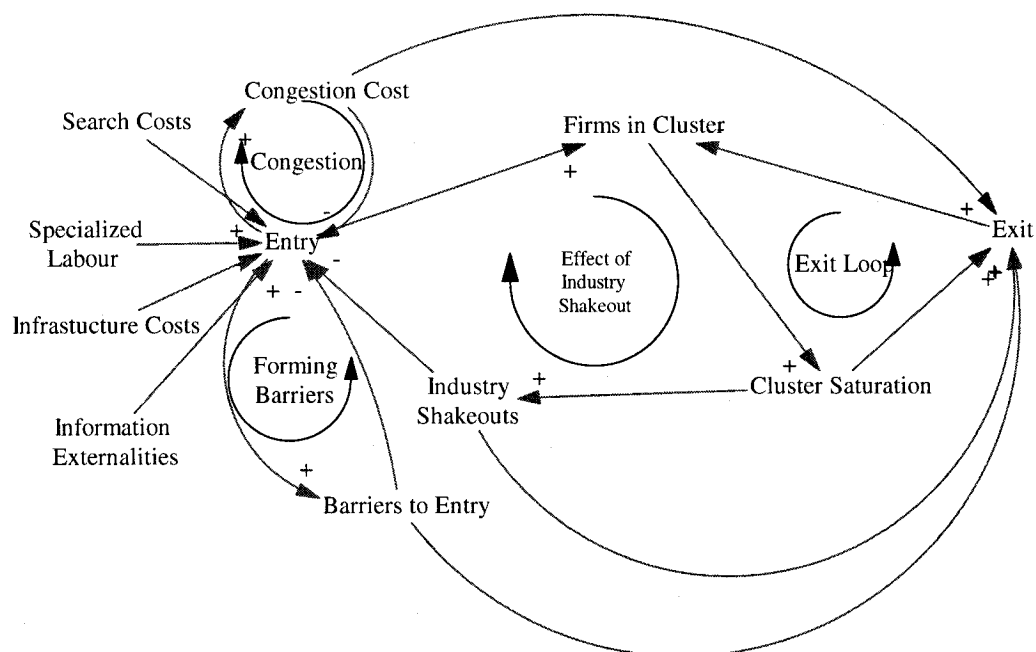 Congestion Cost
Search Costs
Firms in Cluster
+
Congestion
+
+
-
Specialized
Labour
+
Entry
-
Exit
Effect of
Industry
Shakeout
Exit Loop
+
+
Infrastucture Costs
+
-
Forming
Barriers
Industry
Shakeouts
+
+
Cluster Saturation
Information
Externalities
+
Barriers to Entry